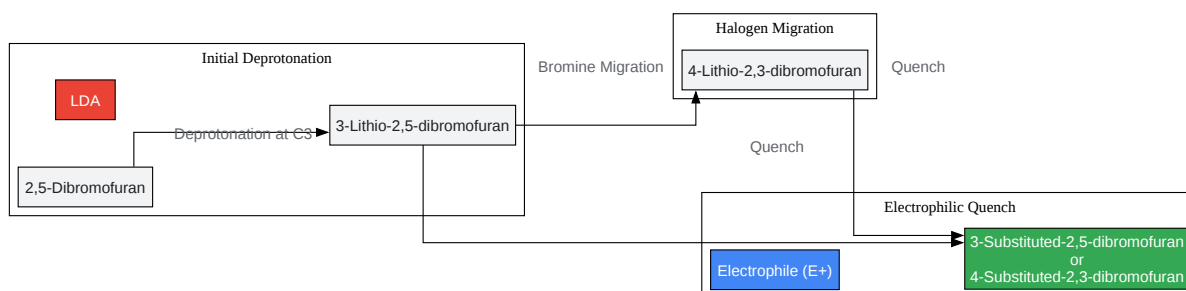 Halogen Migration
Initial Deprotonation
Bromine Migration
4-Lithio-2,3-dibromofuran
Quench
LDA
3-Lithio-2,5-dibromofuran
Deprotonation at C3
Quench
2,5-Dibromofuran
Electrophilic Quench
3-Substituted-2,5-dibromofuran
or
4-Substituted-2,3-dibromofuran
Electrophile (E+)